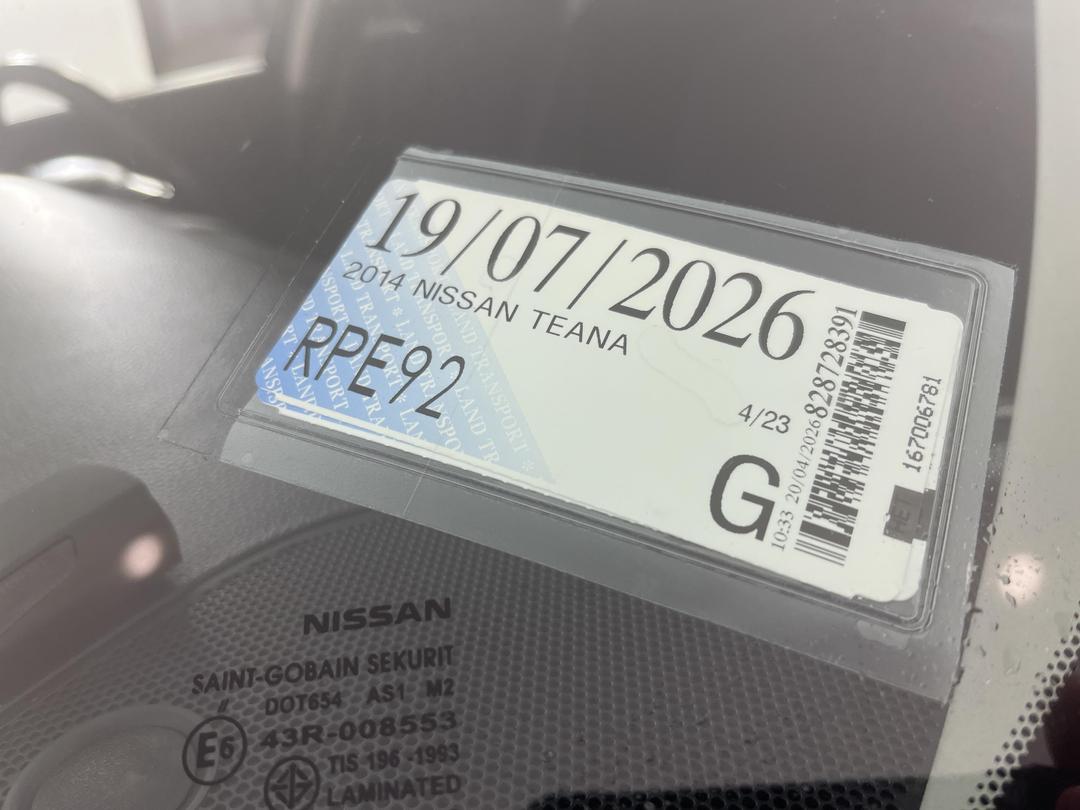 19/07/2026
2014 NISSAN TEANA
RPE92
4/23
G
10:33 20/04/2026
828728391
167006781
NISSAN
SAINT-GOBAIN SEKURIT
//
DOT654 AS1 M2
E6
43R-008553
TIS 196-1993
LAMINATED